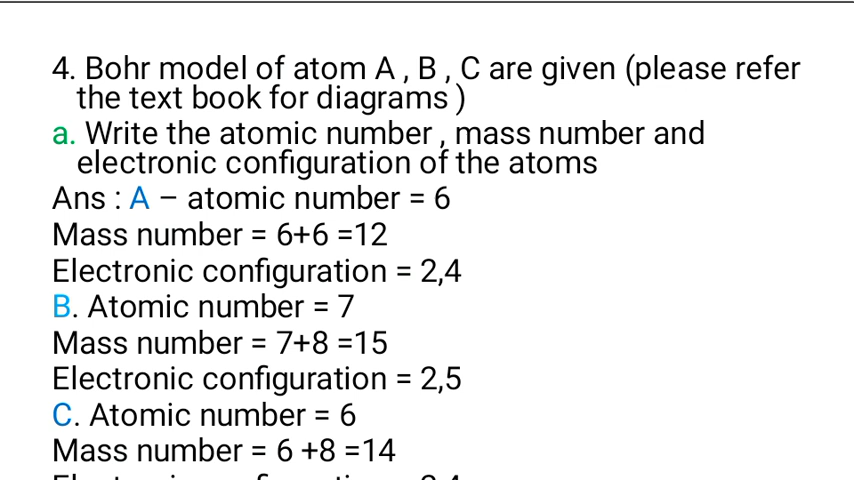 4. Bohr model of atom A , B , C are given (please refer
the text book for diagrams )
a. Write the atomic number , mass number and
electronic configuration of the atoms
Ans : A – atomic number = 6
Mass number = 6+6 =12
Electronic configuration = 2,4
B. Atomic number = 7
Mass number = 7+8 =15
Electronic configuration = 2,5
C. Atomic number = 6
Mass number = 6 +8 =14